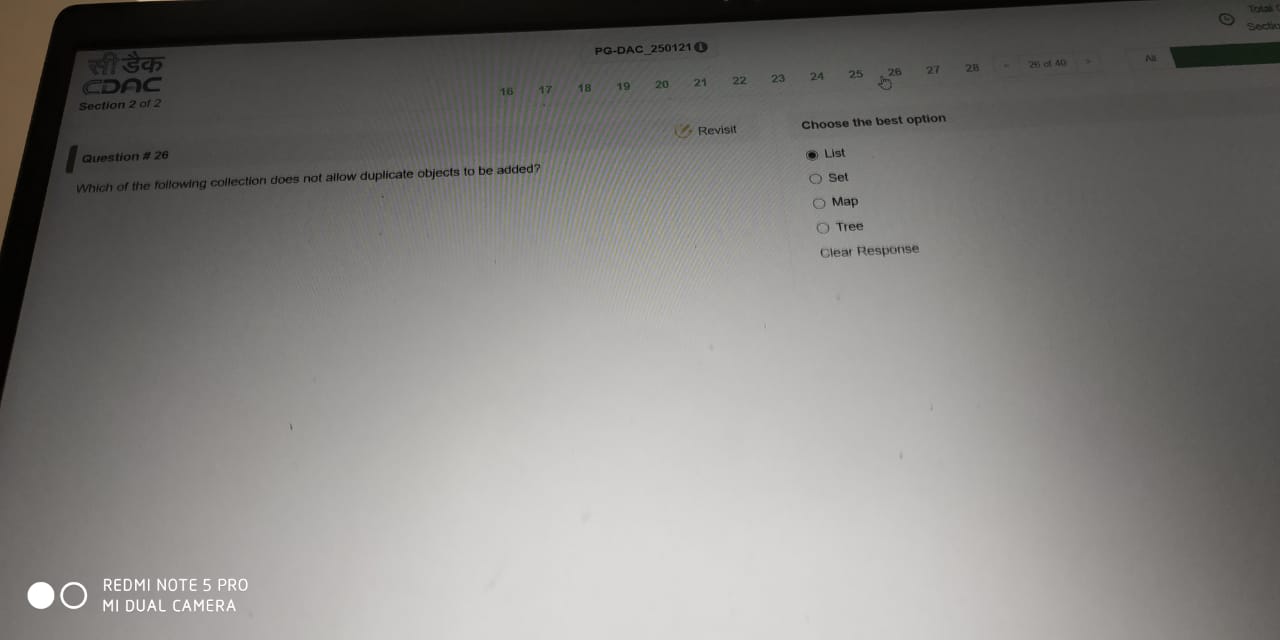 सी डैक
CDAC
Section 2 of 2
PG-DAC_250121
16 17 18 19 20 21 22 23 24 25 26 27 28 26 of 40 All
Question # 26
Revisit
Which of the following collection does not allow duplicate objects to be added?
Choose the best option
List
Set
Map
Tree
Clear Response
REDMI NOTE 5 PRO
MI DUAL CAMERA